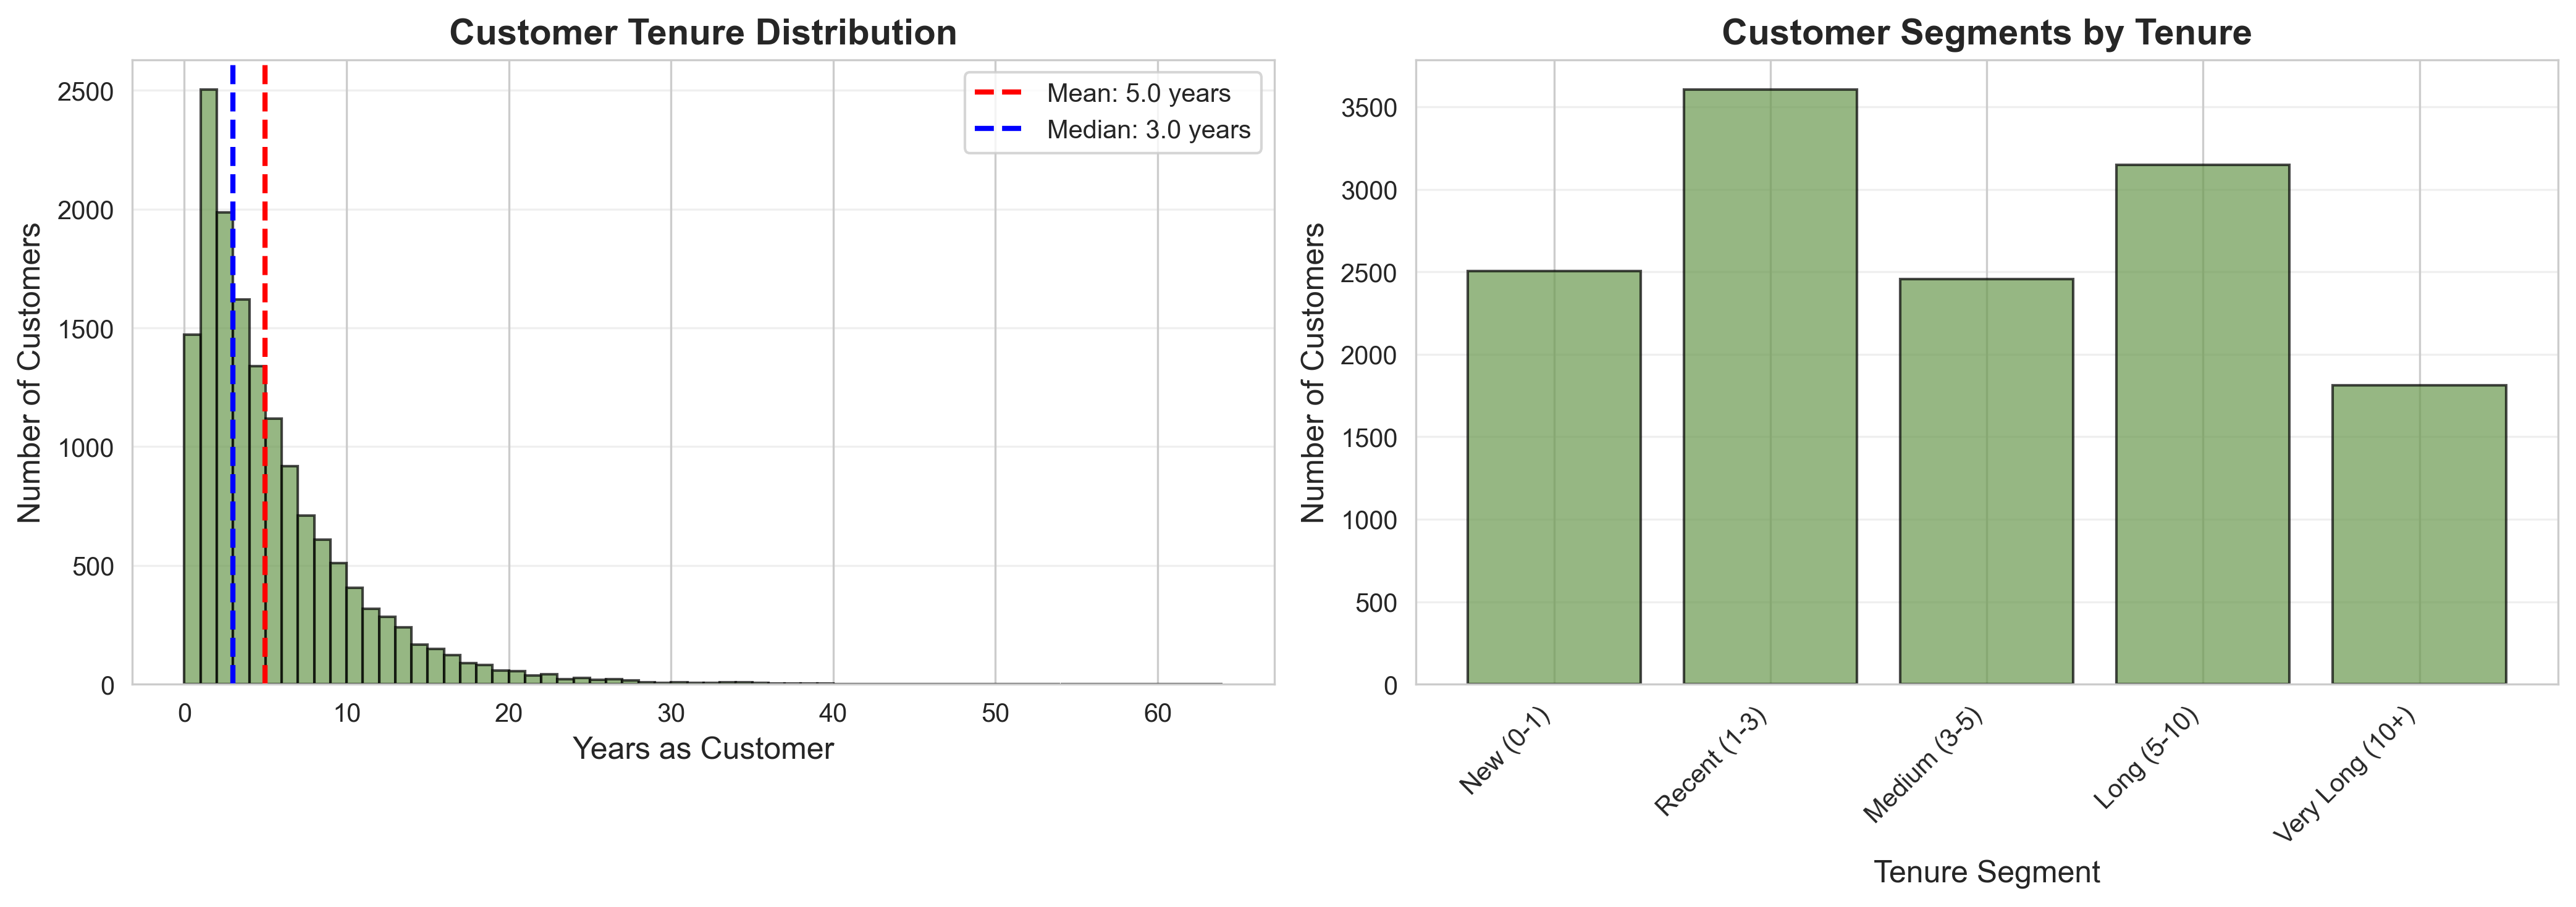 Customer Tenure Distribution
Number of Customers
2500
2000
1500
1000
500
0
Mean: 5.0 years
Median: 3.0 years
0 10 20 30 40 50 60
Years as Customer
Customer Segments by Tenure
Number of Customers
3500
3000
2500
2000
1500
1000
500
0
New (0-1)
Recent (1-3)
Medium (3-5)
Long (5-10)
Very Long (10+)
Tenure Segment